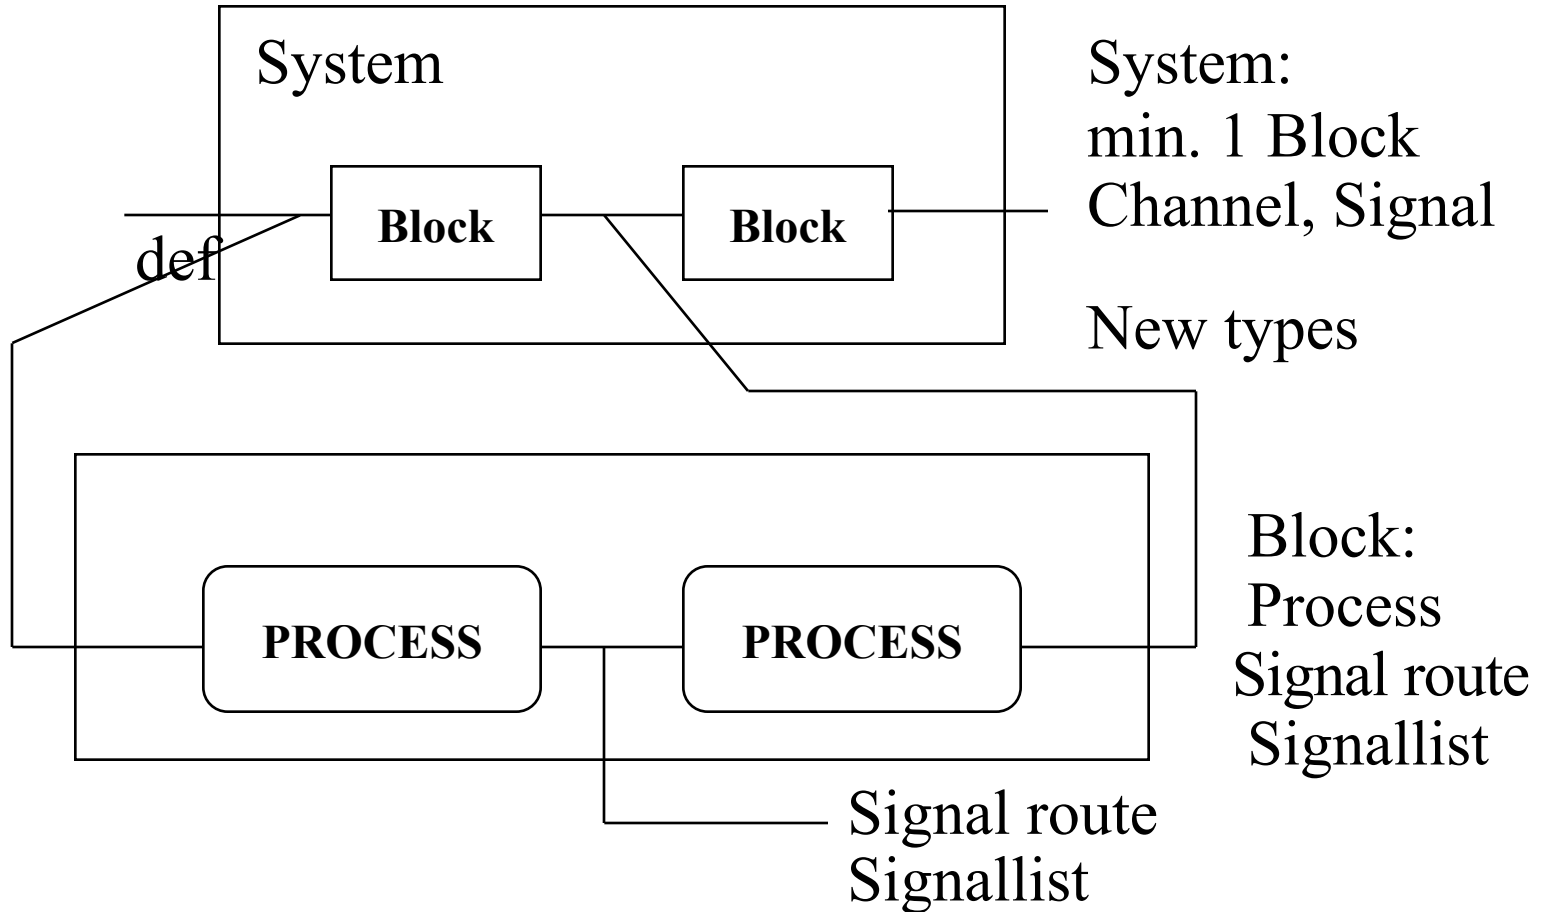 System
System:
min. 1 Block
Channel, Signal
Block
Block
def
New types
Block:
Process
Signal route
Signallist
PROCESS
PROCESS
Signal route
Signallist